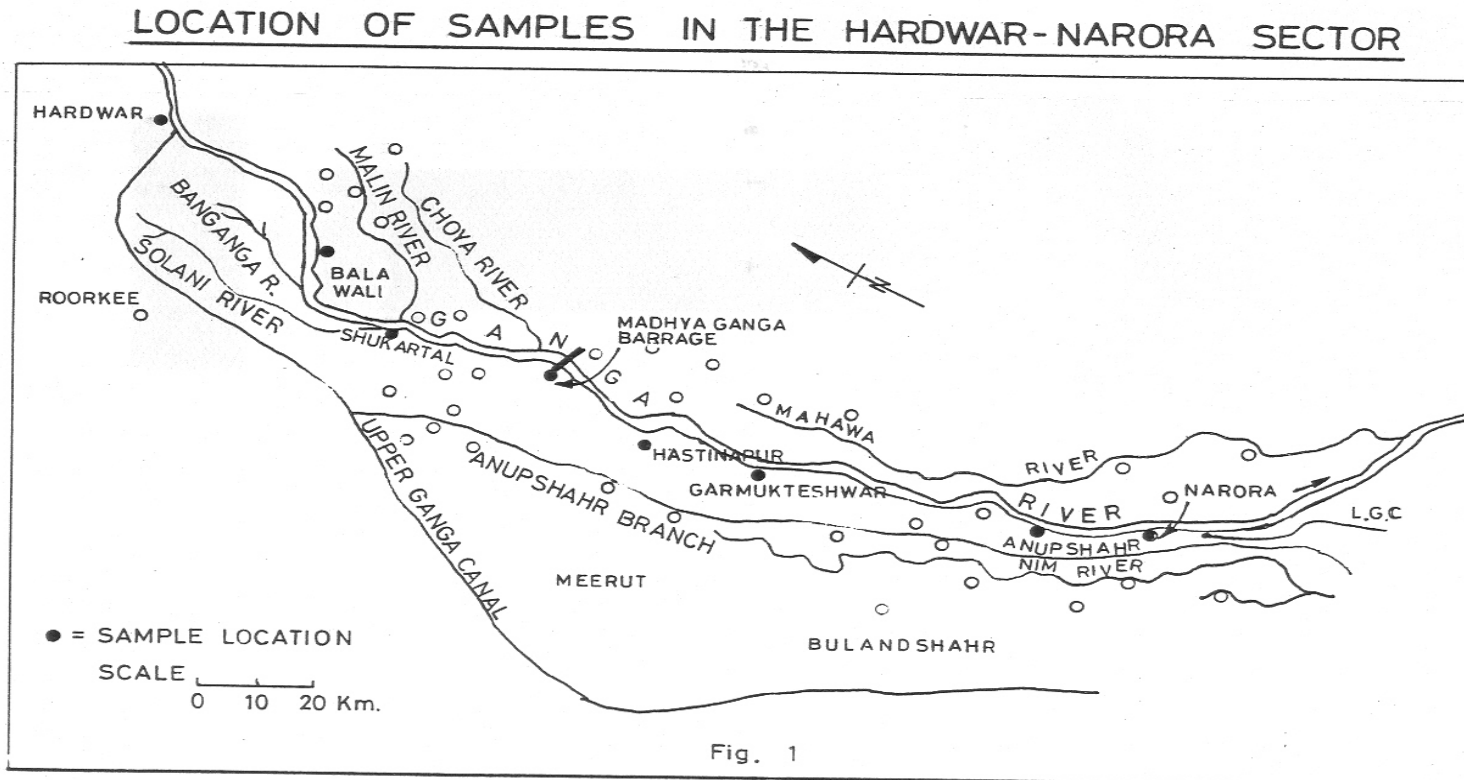 LOCATION OF SAMPLES IN THE HARDWAR-NARORA SECTOR
HARDWAR
MALIN RIVER
CHOYA RIVER
BANGANGA R.
SOLANI RIVER
BALA
WALI
ROORKEE
SHUKARTAL
GANGA
MADHYA GANGA
BARRAGE
N
MAHAWA
RIVER
HASTINAPUR
GARMUKTESHWAR
RIVER
NARORA
L.G.C
UPPER GANGA CANAL
ANUPSHAHR BRANCH
ANUPSHAHR
NIM RIVER
MEERUT
BULANDSHAHR
= SAMPLE LOCATION
SCALE
0 10 20 Km.
Fig. 1